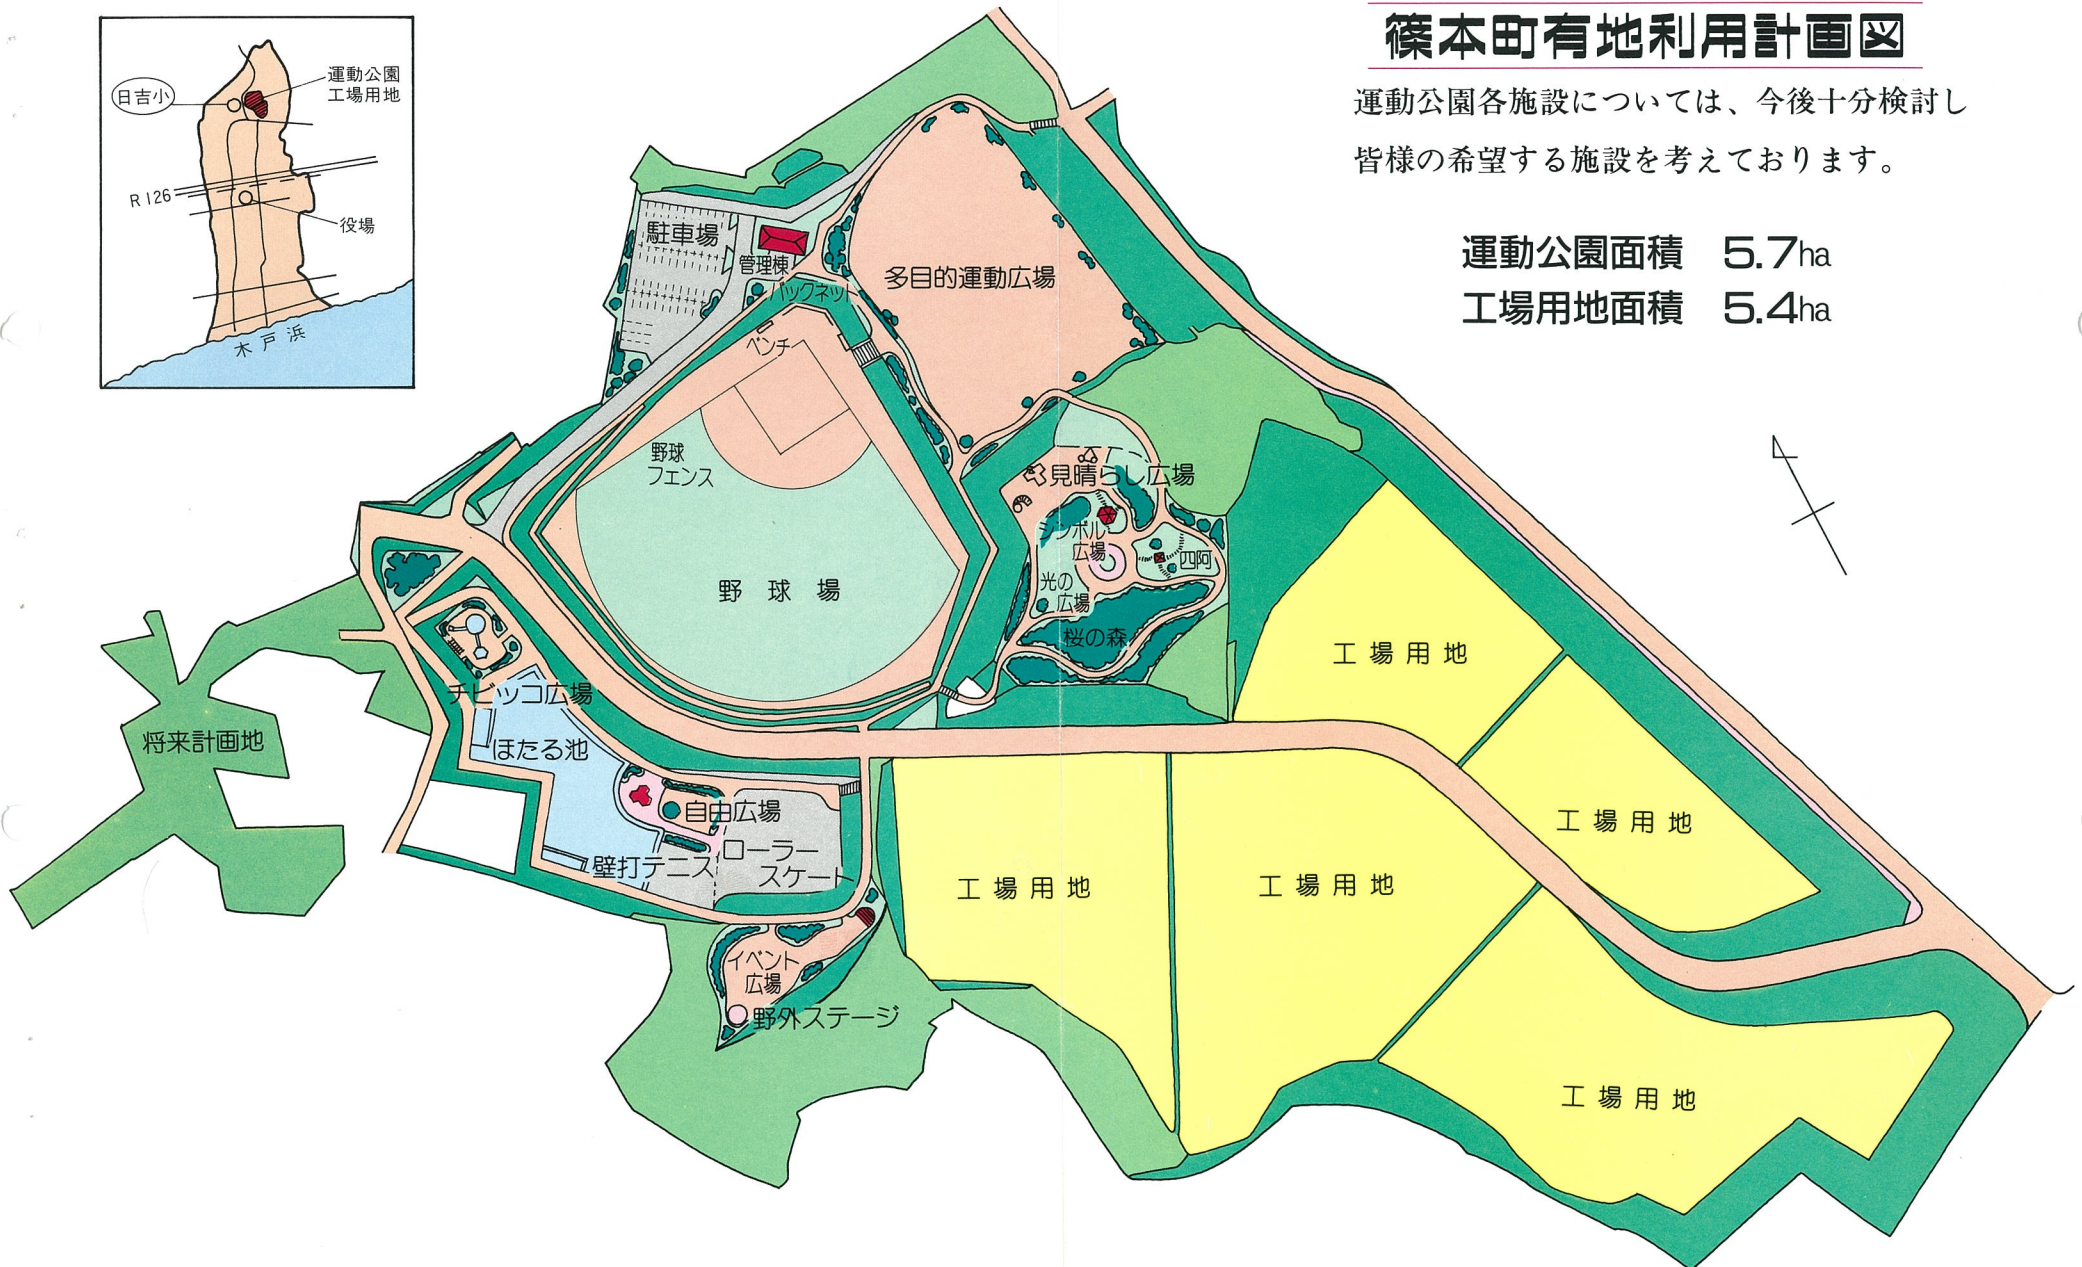 篠本町有地利用計画図
運動公園各施設については、今後十分検討し
皆様の希望する施設を考えております。
運動公園面積 5.7ha
工場用地面積 5.4ha
日吉小
運動公園
工場用地
R126
役場
木戸浜
駐車場
管理棟
バックネット
多目的運動広場
ベンチ
野球
フェンス
見晴らし広場
シンボル
広場
四阿
光の
広場
野球場
桜の森
チビッコ広場
ほたる池
将来計画地
自由広場
壁打テニス
ローラー
スケート
イベント
広場
野外ステージ
工場用地
工場用地
工場用地
工場用地
工場用地